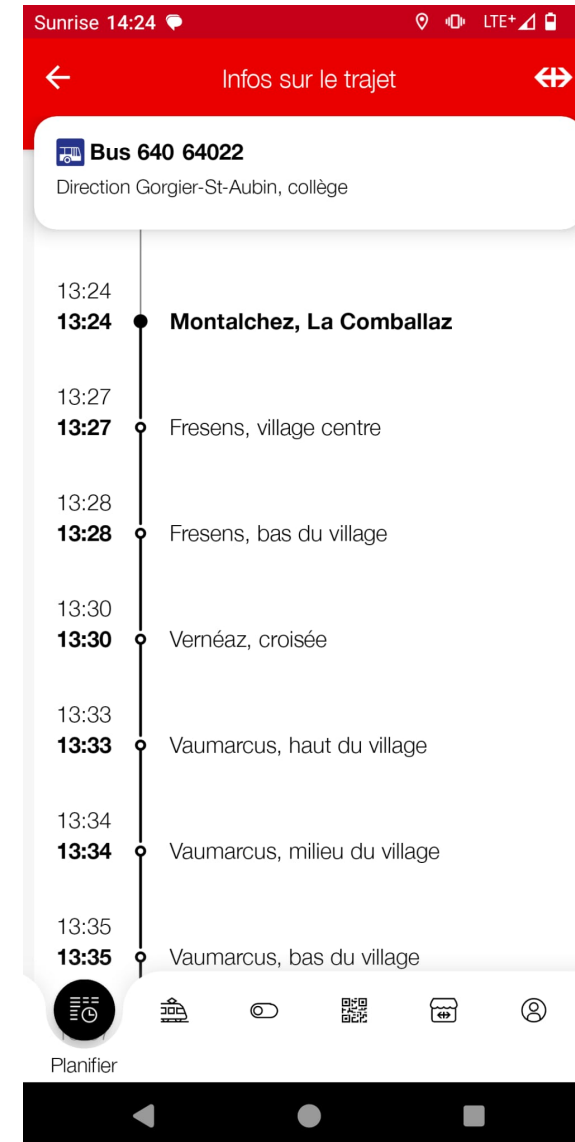 Sunrise 14:24 LTE+
Infos sur le trajet
Bus 640 64022
Direction Gorgier-St-Aubin, collège
13:24
13:24 Montalchez, La Comballaz
13:27
13:27 Fresens, village centre
13:28
13:28 Fresens, bas du village
13:30
13:30 Vernéaz, croisée
13:33
13:33 Vaumarcus, haut du village
13:34
13:34 Vaumarcus, milieu du village
13:35
13:35 Vaumarcus, bas du village
Planifier